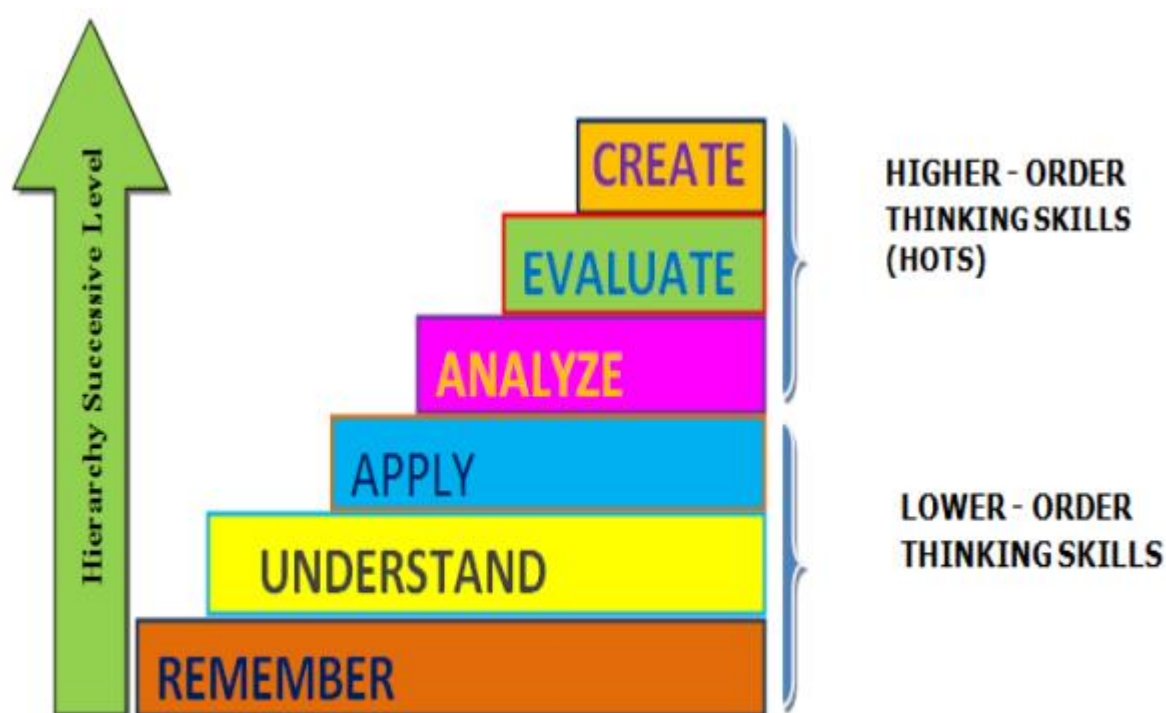 Hierarchy Successive Level
CREATE
EVALUATE
ANALYZE
APPLY
UNDERSTAND
REMEMBER
HIGHER - ORDER
THINKING SKILLS
(HOTS)
LOWER - ORDER
THINKING SKILLS